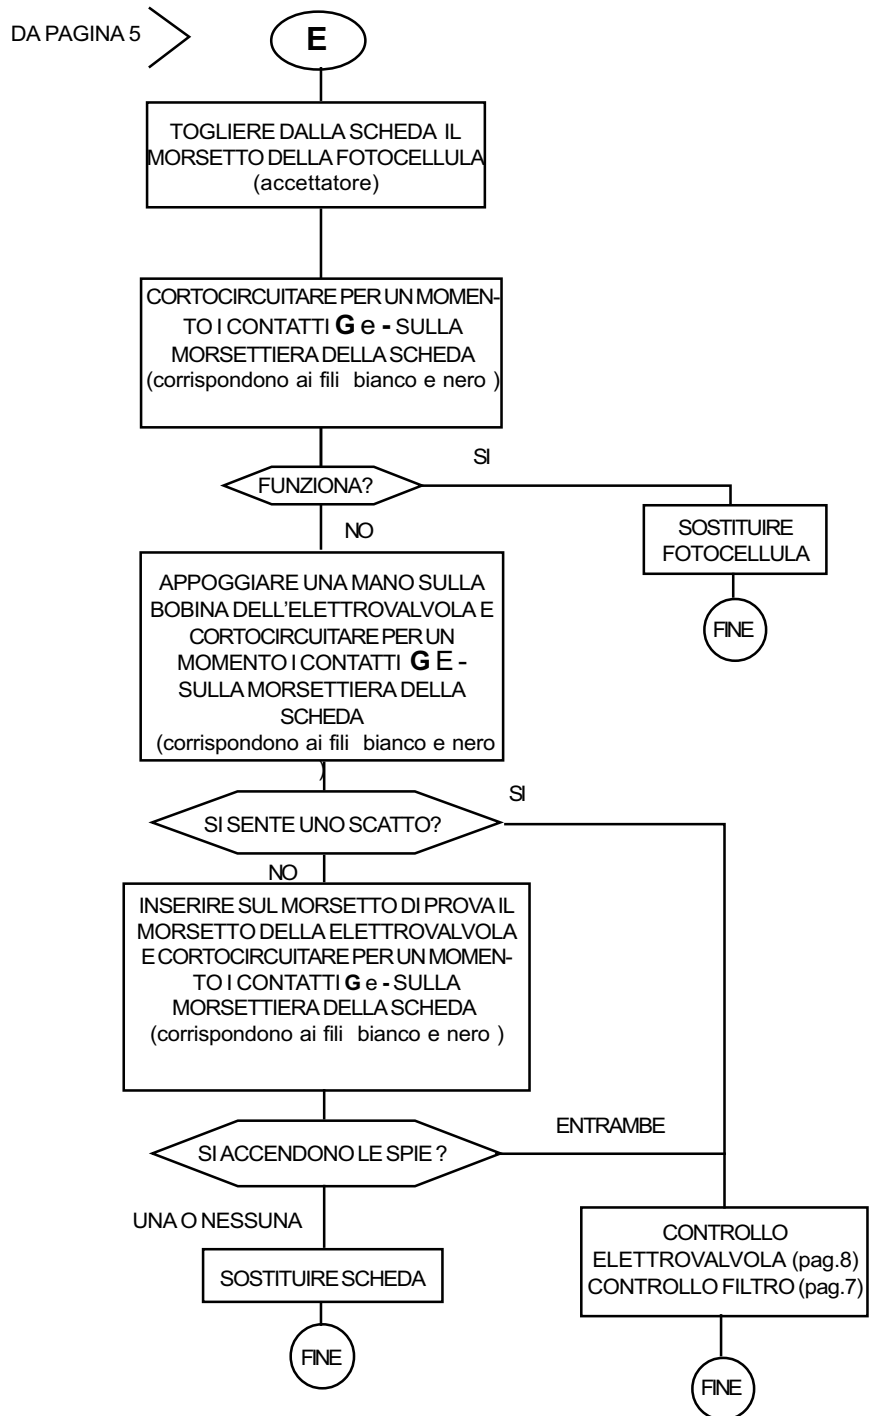 DA PAGINA 5
E
TOGLIERE DALLA SCHEDA IL
MORSETTO DELLA FOTOCELLULA
(accettatore)
CORTOCIRCUITARE PER UN MOMEN-
TO I CONTATTI G e - SULLA
MORSETTIERA DELLA SCHEDA
(corrispondono ai fili bianco e nero )
SI
FUNZIONA?
NO
SOSTITUIRE
FOTOCELLULA
FINE
APPOGGIARE UNA MANO SULLA
BOBINA DELL'ELETTROVALVOLA E
CORTOCIRCUITARE PER UN
MOMENTO I CONTATTI G E -
SULLA MORSETTIERA DELLA
SCHEDA
(corrispondono ai fili bianco e nero
)
SI
SI SENTE UNO SCATTO?
NO
INSERIRE SUL MORSETTO DI PROVA IL
MORSETTO DELLA ELETTROVALVOLA
E CORTOCIRCUITARE PER UN MOMEN-
TO I CONTATTI G e - SULLA
MORSETTIERA DELLA SCHEDA
(corrispondono ai fili bianco e nero )
ENTRAMBE
SI ACCENDONO LE SPIE ?
UNA O NESSUNA
SOSTITUIRE SCHEDA
FINE
CONTROLLO
ELETTROVALVOLA (pag.8)
CONTROLLO FILTRO (pag.7)
FINE